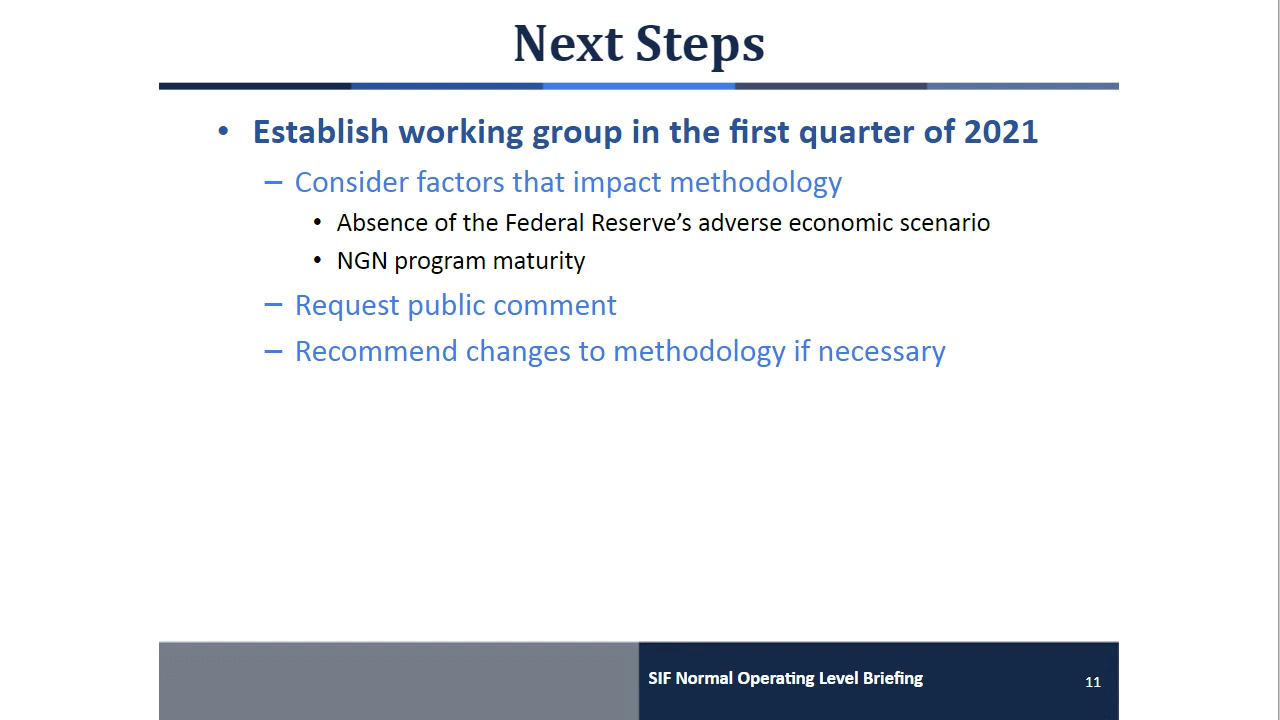 Next Steps
• Establish working group in the first quarter of 2021
– Consider factors that impact methodology
• Absence of the Federal Reserve’s adverse economic scenario
• NGN program maturity
– Request public comment
– Recommend changes to methodology if necessary
SIF Normal Operating Level Briefing
11